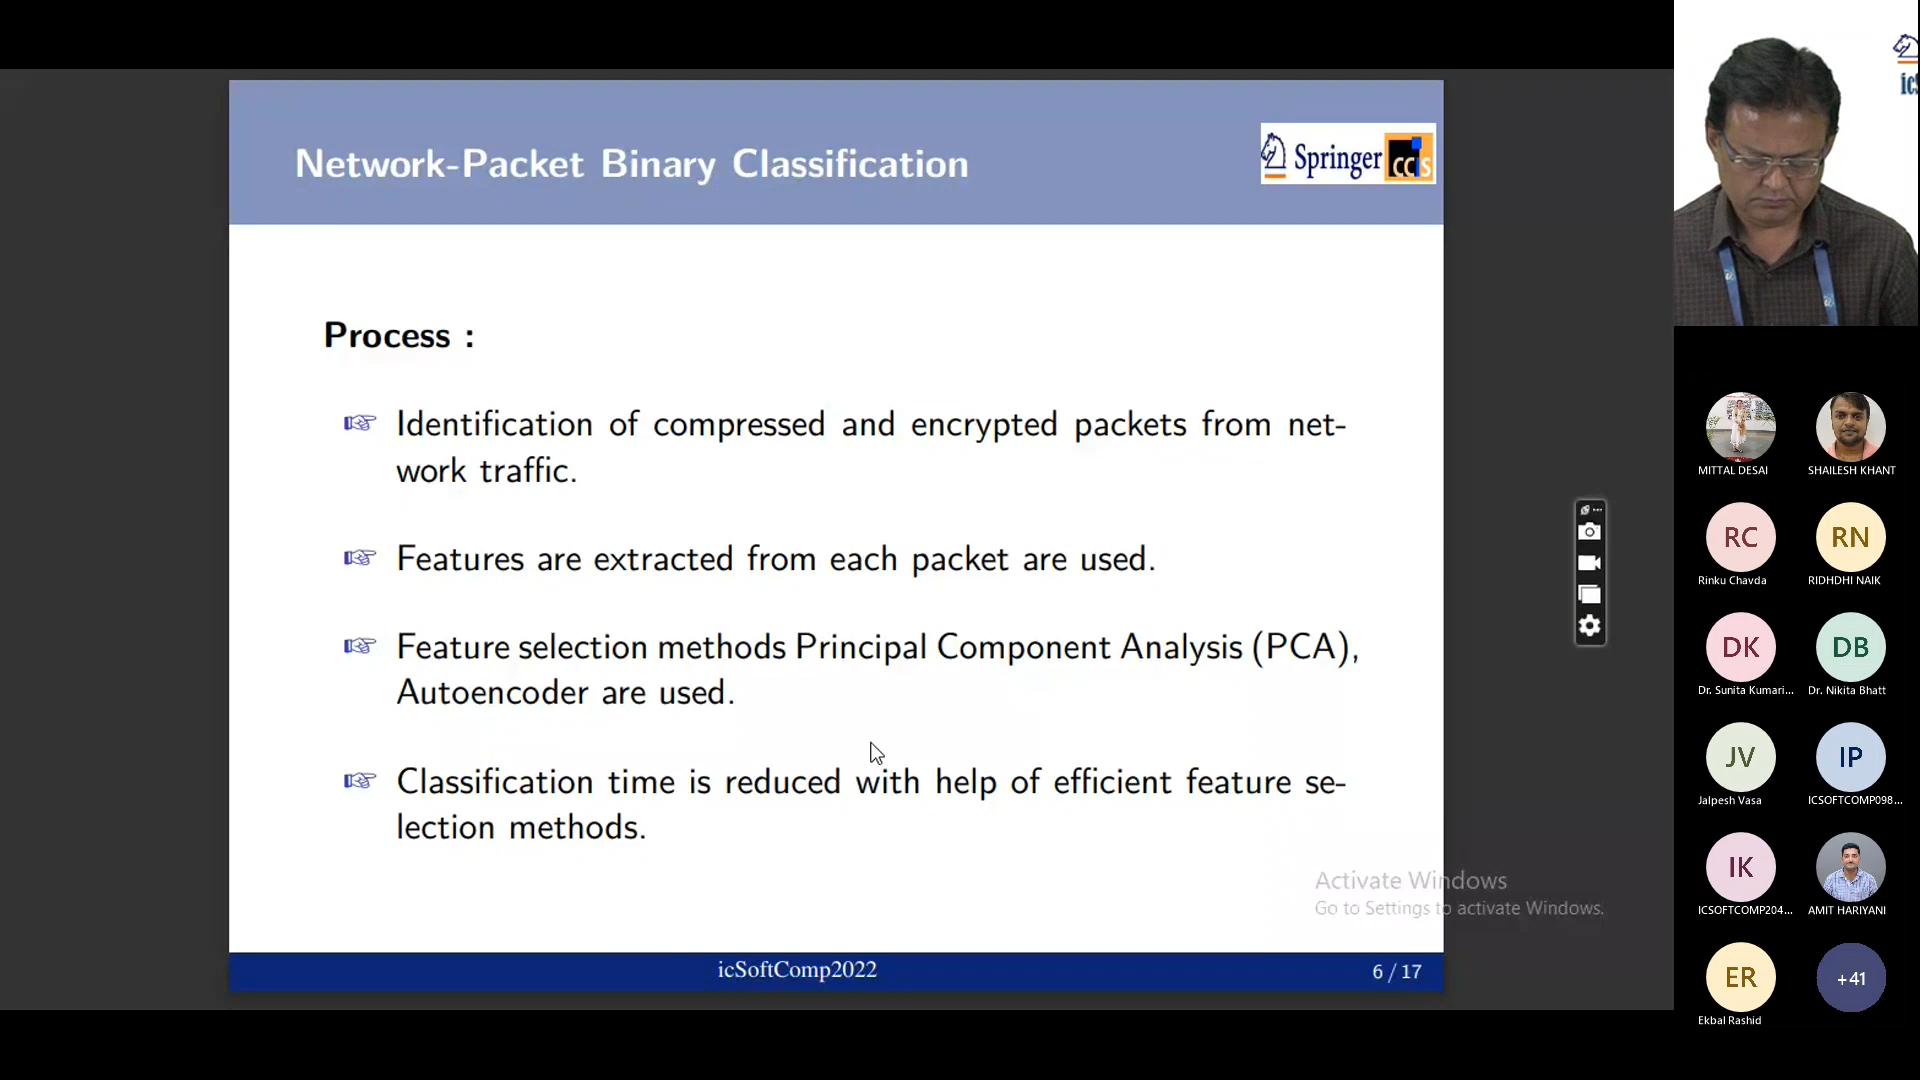 Network-Packet Binary Classification
Springer
CCIS
Process :
Identification of compressed and encrypted packets from net-
work traffic.
Features are extracted from each packet are used.
Feature selection methods Principal Component Analysis (PCA),
Autoencoder are used.
Classification time is reduced with help of efficient feature se-
lection methods.
Activate Windows
Go to Settings to activate Windows.
icSoftComp2022
6 / 17
MITTAL DESAI
SHAILESH KHANT
RC
RN
Rinku Chavda
RIDHDHI NAIK
DK
DB
Dr. Sunita Kumari...
Dr. Nikita Bhatt
JV
IP
Jalpesh Vasa
ICSOFTCOMP098...
IK
ICSOFTCOMP204...
AMIT HARIYANI
ER
+41
Ekbal Rashid